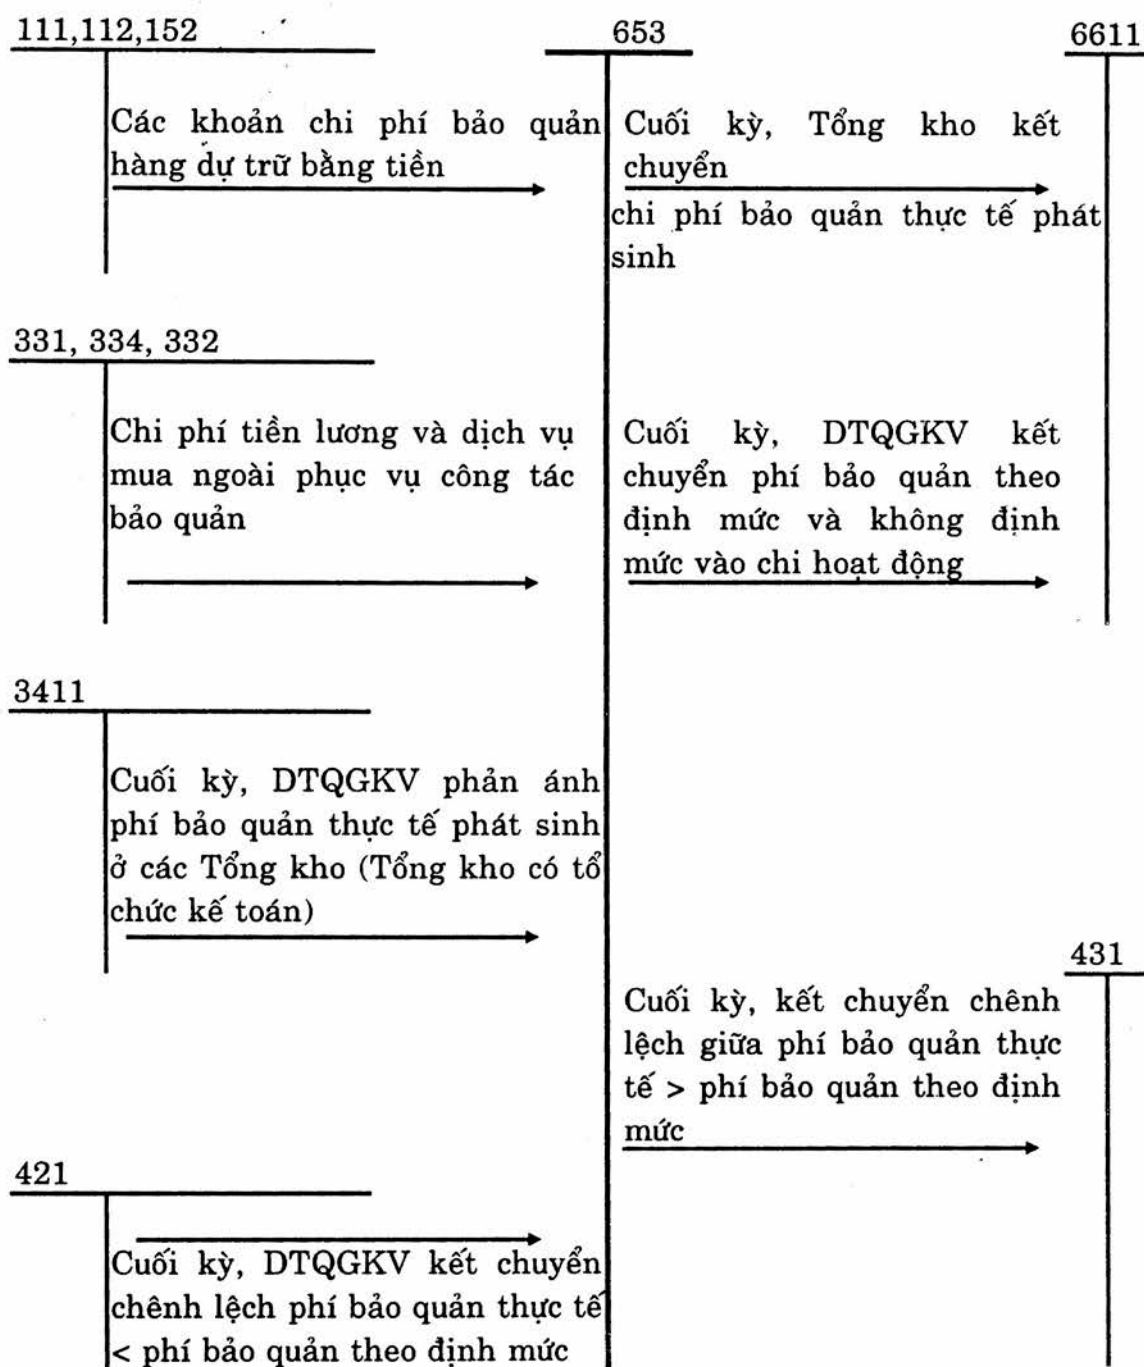 111,112,152
653
6611
Các khoản chi phí bảo quản
hàng dự trữ bằng tiền
Cuối kỳ, Tổng kho kết
chuyển
chi phí bảo quản thực tế phát
sinh
331, 334, 332
Chi phí tiền lương và dịch vụ
mua ngoài phục vụ công tác
bảo quản
Cuối kỳ, DTQGKV kết
chuyển phí bảo quản theo
định mức và không định
mức vào chi hoạt động
3411
Cuối kỳ, DTQGKV phản ánh
phí bảo quản thực tế phát sinh
ở các Tổng kho (Tổng kho có tổ
chức kế toán)
431
Cuối kỳ, kết chuyển chênh
lệch giữa phí bảo quản thực
tế > phí bảo quản theo định
mức
421
Cuối kỳ, DTQGKV kết chuyển
chênh lệch phí bảo quản thực tế
< phí bảo quản theo định mức